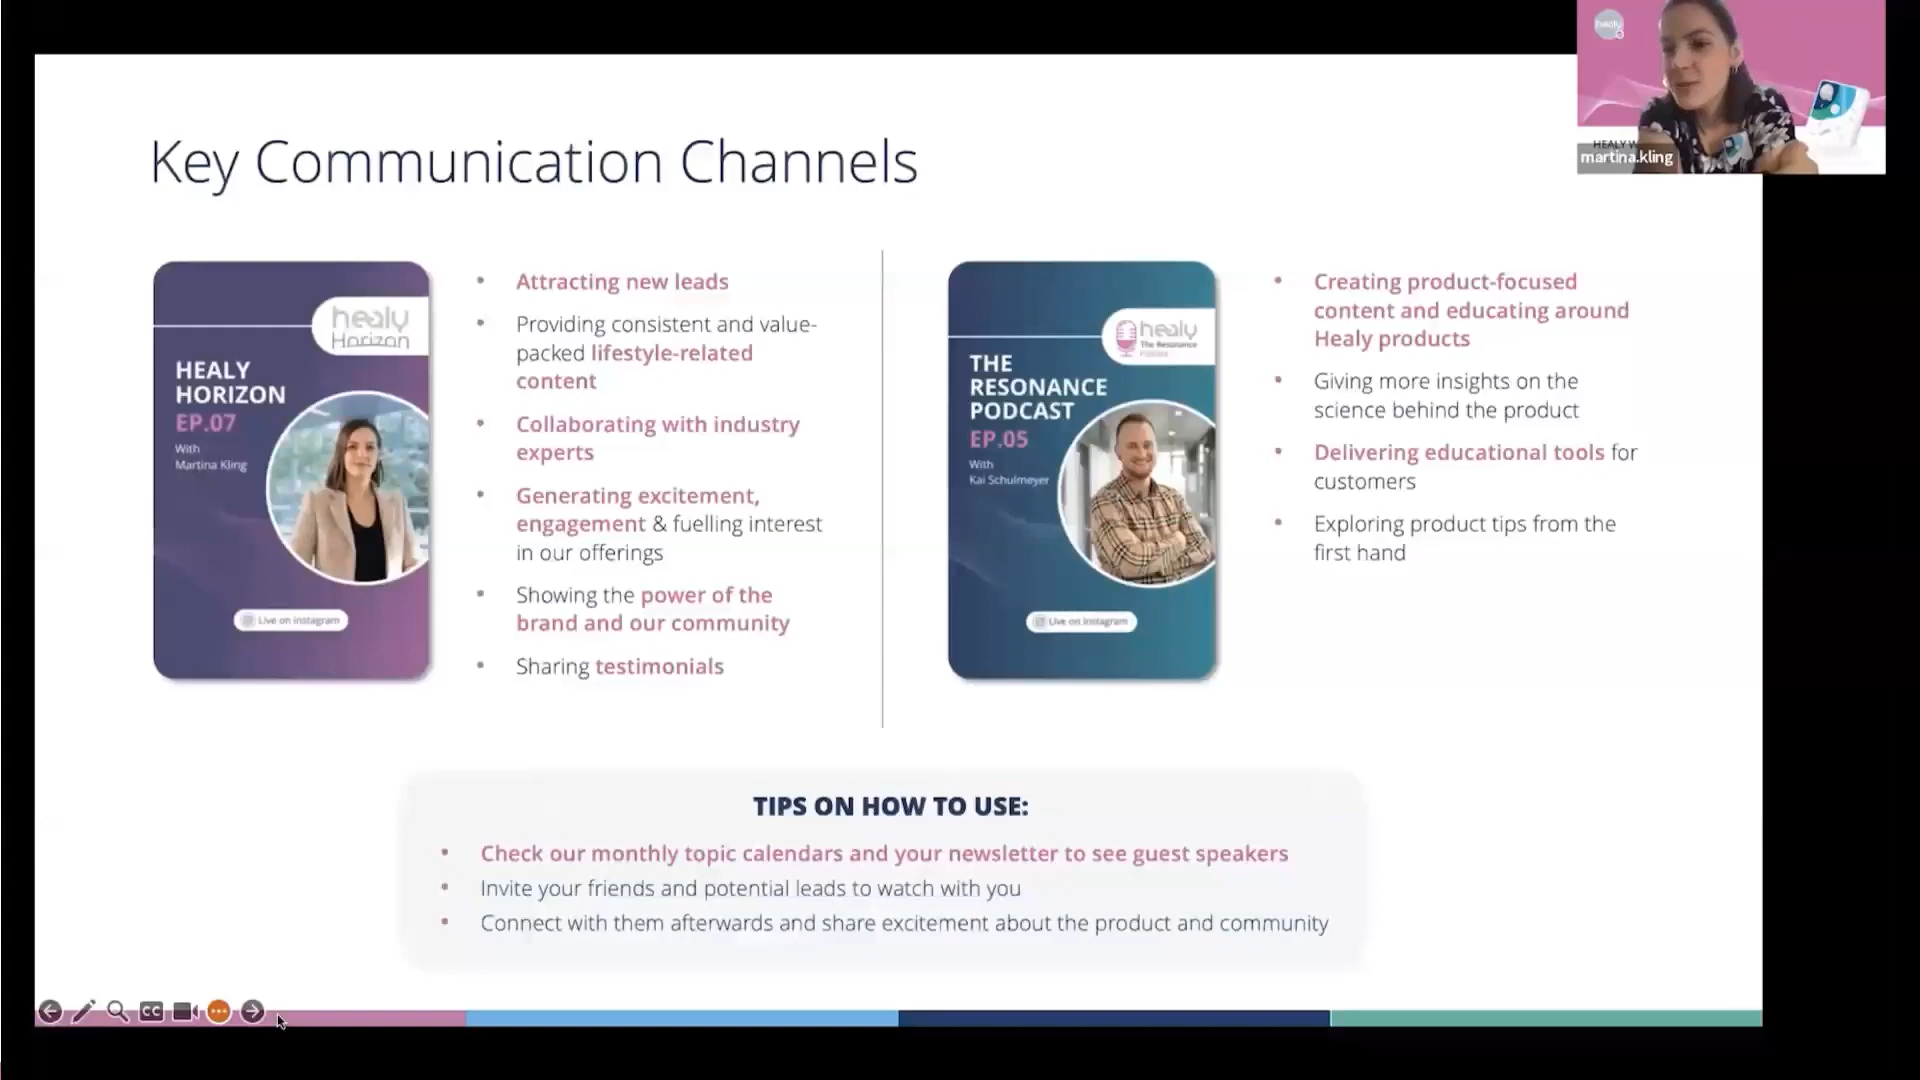 healy
HEALY W
martina.kling
Key Communication Channels
healy
Horizon
HEALY
HORIZON
EP.07
With
Martina Kling
Live on Instagram
• Attracting new leads
• Providing consistent and value-
packed lifestyle-related
content
• Collaborating with industry
experts
• Generating excitement,
engagement & fuelling interest
in our offerings
• Showing the power of the
brand and our community
• Sharing testimonials
healy
The Resonance
Podcast
THE
RESONANCE
PODCAST
EP.05
With
Kai Schulmeyer
Live on Instagram
• Creating product-focused
content and educating around
Healy products
• Giving more insights on the
science behind the product
• Delivering educational tools for
customers
• Exploring product tips from the
first hand
TIPS ON HOW TO USE:
• Check our monthly topic calendars and your newsletter to see guest speakers
• Invite your friends and potential leads to watch with you
• Connect with them afterwards and share excitement about the product and community
CC